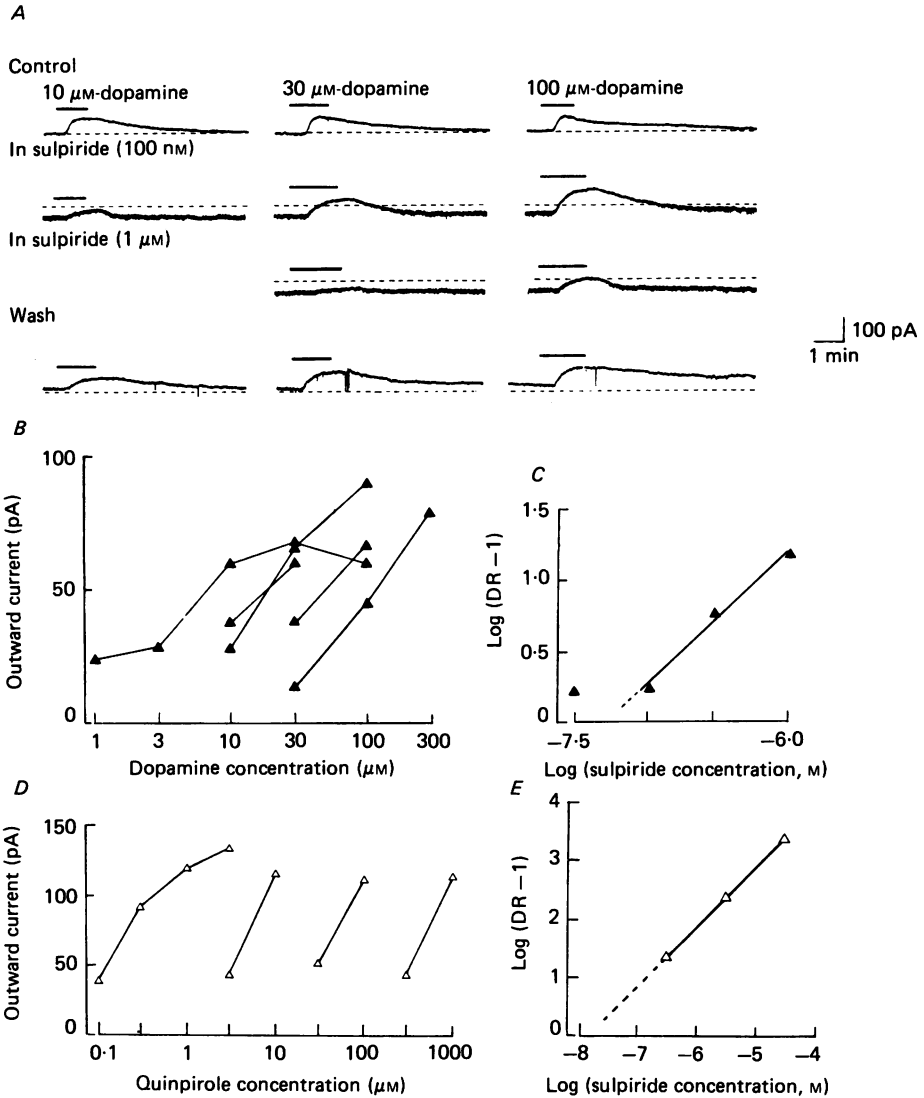 A
Control
10 μM-dopamine
30 μM-dopamine
100 μM-dopamine
In sulpiride (100 nM)
In sulpiride (1 μM)
Wash
100 pA
1 min
B
100
50
0
Outward current (pA)
1 3 10 30 100 300
Dopamine concentration (μM)
C
1·5
1·0
0·5
0
Log (DR −1)
−7·5 −6·0
Log (sulpiride concentration, M)
D
150
100
50
0
Outward current (pA)
0·1 1 10 100 1000
Quinpirole concentration (μM)
E
4
3
2
1
0
Log (DR −1)
−8 −7 −6 −5 −4
Log (sulpiride concentration, M)